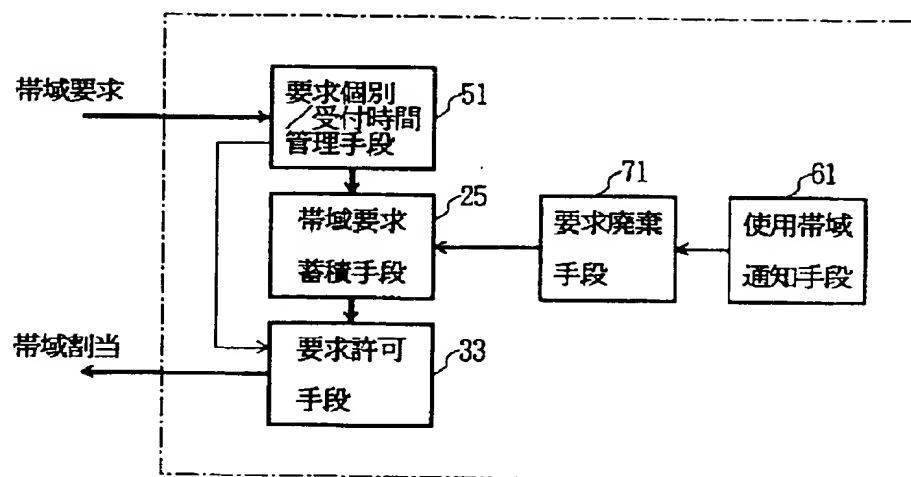 帯域要求
要求個別
／受付時間
管理手段
51
帯域要求
蓄積手段
25
要求廃棄
手段
71
使用帯域
通知手段
61
帯域割当
要求許可
手段
33